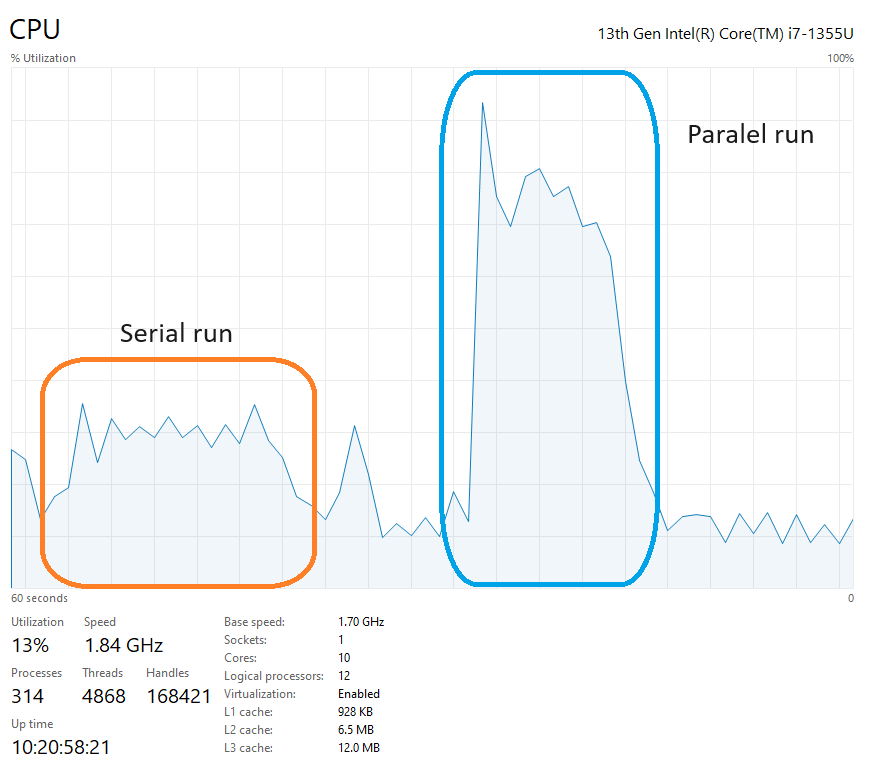 CPU
13th Gen Intel(R) Core(TM) i7-1355U
% Utilization
100%
Paralel run
Serial run
60 seconds
0
Utilization Speed
13% 1.84 GHz
Processes Threads Handles
314 4868 168421
Up time
10:20:58:21
Base speed: 1.70 GHz
Sockets: 1
Cores: 10
Logical processors: 12
Virtualization: Enabled
L1 cache: 928 KB
L2 cache: 6.5 MB
L3 cache: 12.0 MB